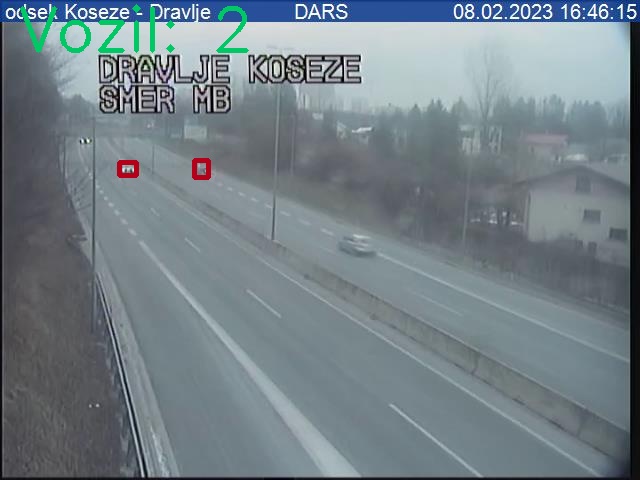 odsek Koseze - Dravlje DARS 08.02.2023 16:46:15
Vozil: 2
DRAVLJE KOSEZE
SMER MB